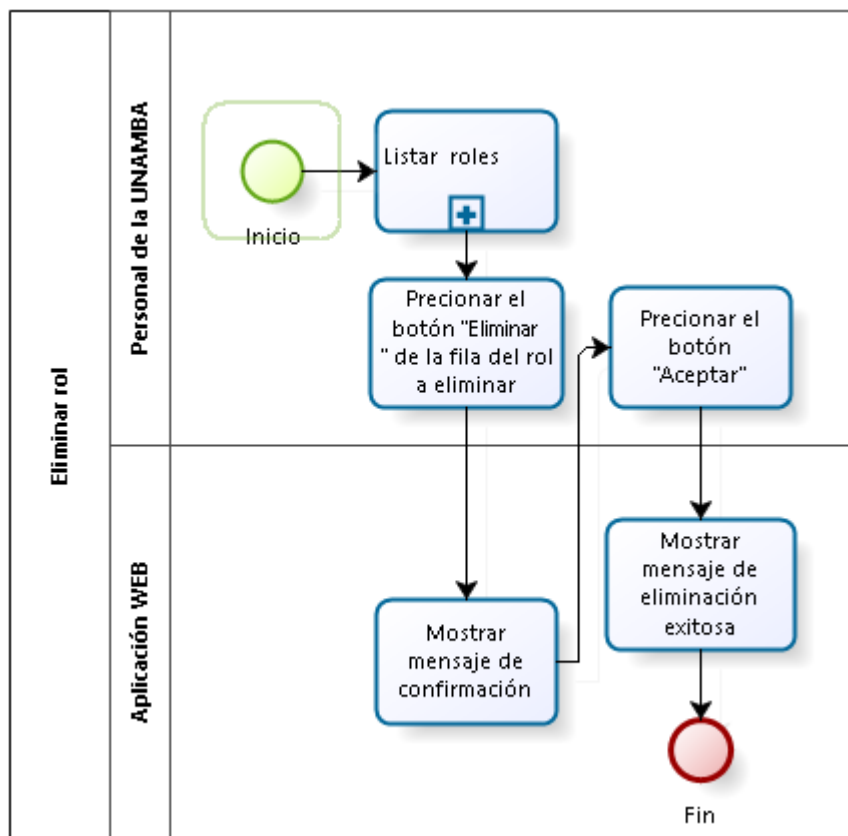 Eliminar rol
Personal de la UNAMBA
Inicio
Listar roles
Precionar el
botón "Eliminar
" de la fila del rol
a eliminar
Precionar el
botón
"Aceptar"
Aplicación WEB
Mostrar
mensaje de
confirmación
Mostrar
mensaje de
eliminación
exitosa
Fin